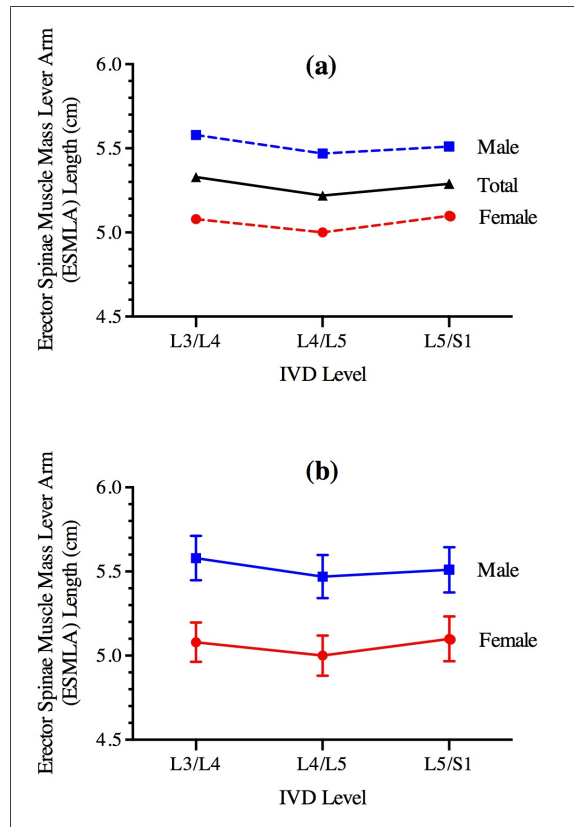 (a)
Erector Spinae Muscle Mass Lever Arm
(ESMLA) Length (cm)
6.0
5.5
5.0
4.5
Male
Total
Female
L3/L4 L4/L5 L5/S1
IVD Level
(b)
Erector Spinae Muscle Mass Lever Arm
(ESMLA) Length (cm)
6.0
5.5
5.0
4.5
Male
Female
L3/L4 L4/L5 L5/S1
IVD Level